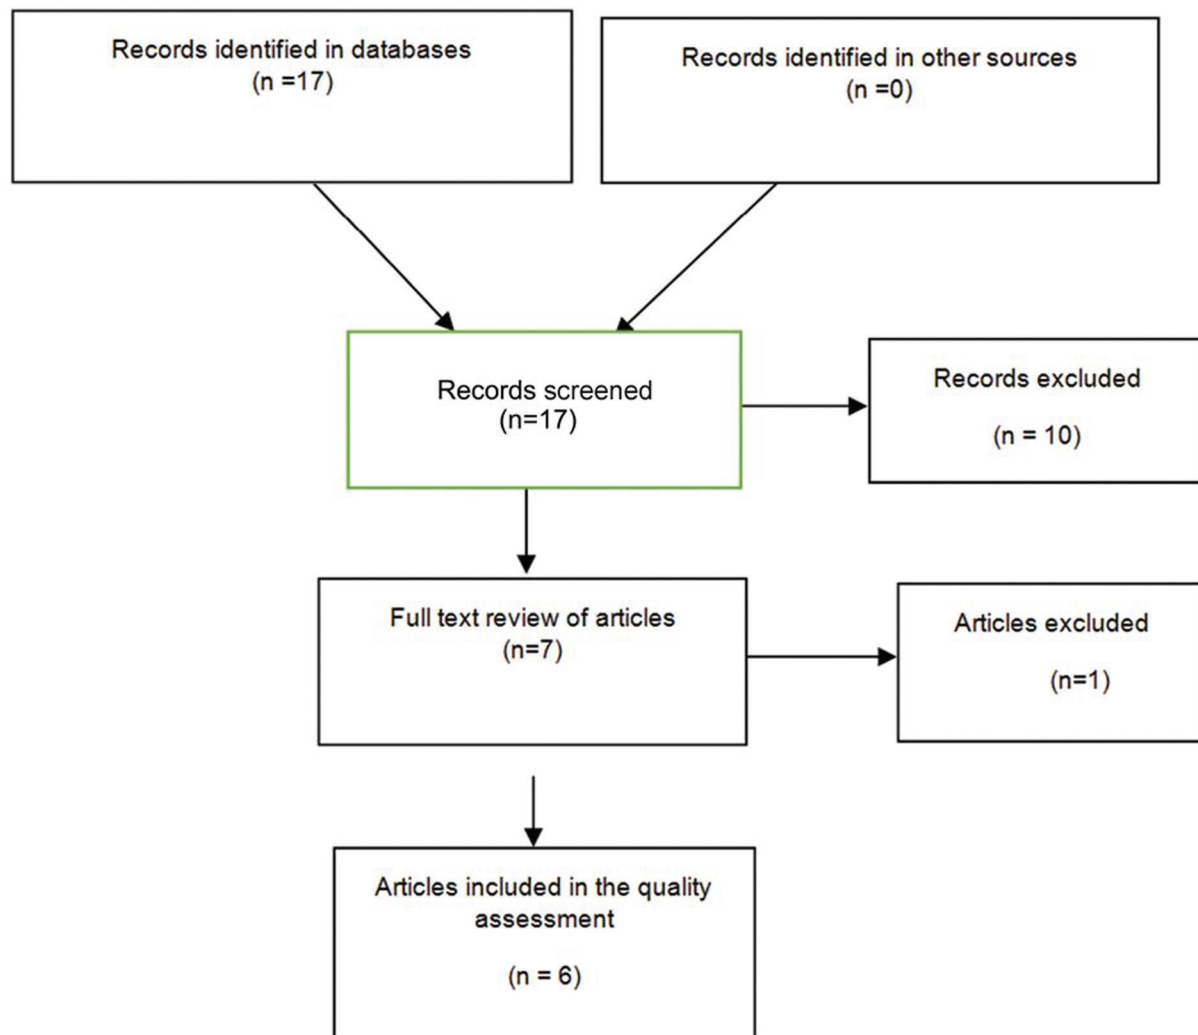 Records identified in databases
(n =17)
Records identified in other sources
(n =0)
Records screened
(n=17)
Records excluded
(n = 10)
Full text review of articles
(n=7)
Articles excluded
(n=1)
Articles included in the quality
assessment
(n = 6)